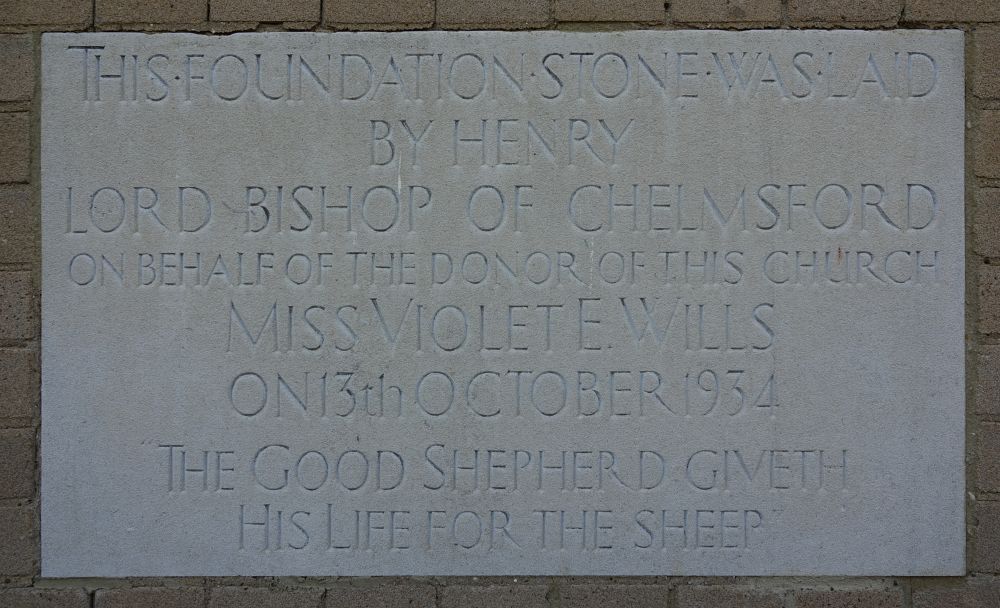 THIS·FOUNDATION·STONE·WAS·LAID
BY HENRY
LORD BISHOP OF CHELMSFORD
ON BEHALF OF THE DONOR OF THIS CHURCH
MISS·VIOLET E. WILLS
ON 13th OCTOBER 1934
"THE GOOD SHEPHERD GIVETH
HIS LIFE FOR THE SHEEP"